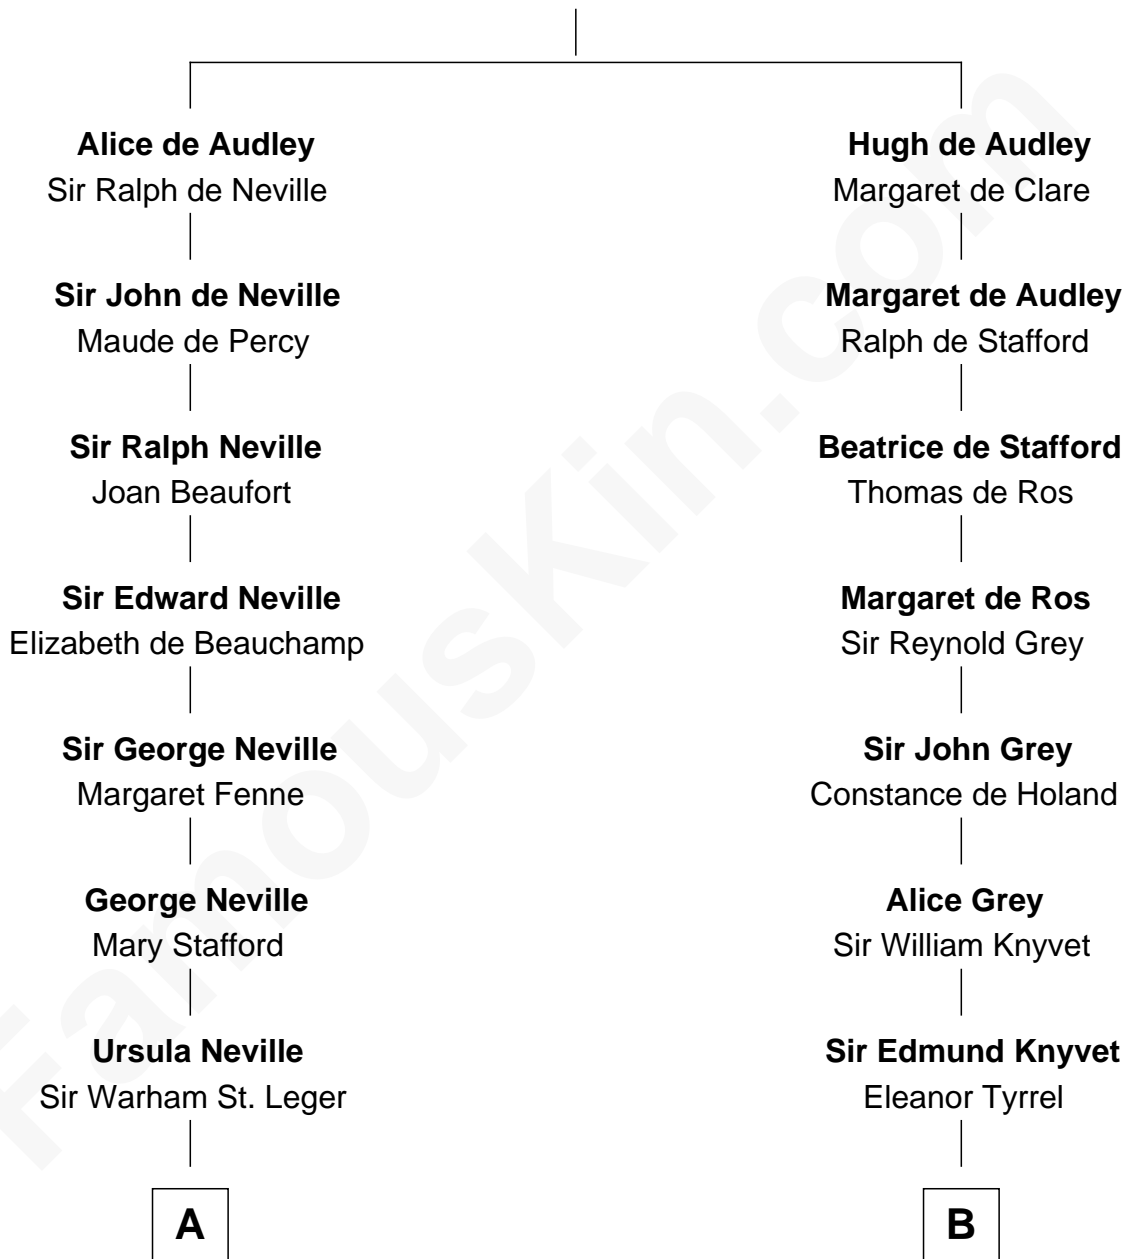 Alice de Audley
Sir Ralph de Neville
Sir John de Neville
Maude de Percy
Sir Ralph Neville
Joan Beaufort
Sir Edward Neville
Elizabeth de Beauchamp
Sir George Neville
Margaret Fenne
George Neville
Mary Stafford
Ursula Neville
Sir Warham St. Leger
A
Hugh de Audley
Margaret de Clare
Margaret de Audley
Ralph de Stafford
Beatrice de Stafford
Thomas de Ros
Margaret de Ros
Sir Reynold Grey
Sir John Grey
Constance de Holand
Alice Grey
Sir William Knyvet
Sir Edmund Knyvet
Eleanor Tyrrel
B
FamousKin.com